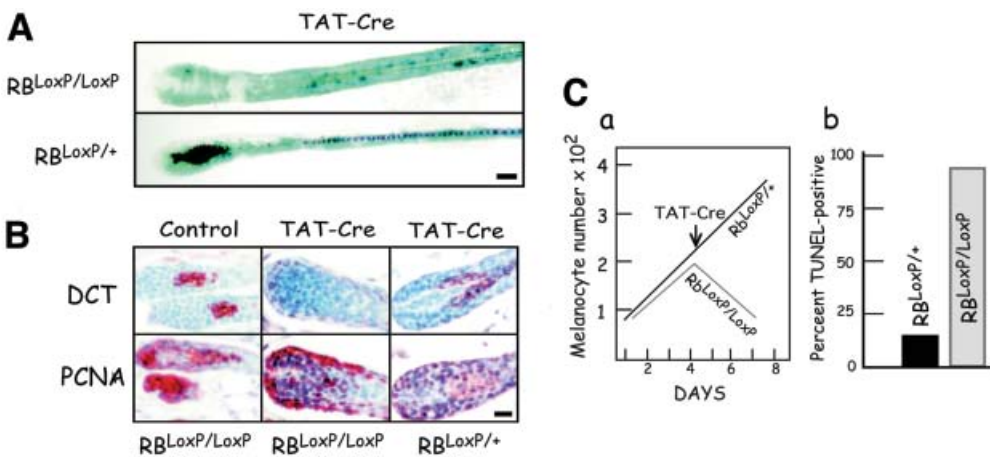 A
TAT-Cre
RB^LoxP/LoxP
RB^LoxP/+
B
Control TAT-Cre TAT-Cre
DCT
PCNA
RB^LoxP/LoxP RB^LoxP/LoxP RB^LoxP/+
C
a
Melanocyte number x 10^2
4
3
2
1
TAT-Cre
Rb^LoxP/+
Rb^LoxP/LoxP
2 4 6 8
DAYS
b
Percent TUNEL-positive
100
75
50
25
0
RB^LoxP/+
RB^LoxP/LoxP